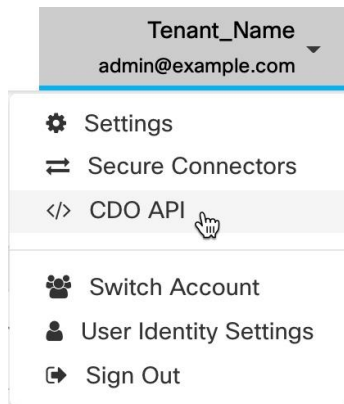 Tenant_Name
admin@example.com
Settings
Secure Connectors
</> CDO API
Switch Account
User Identity Settings
Sign Out